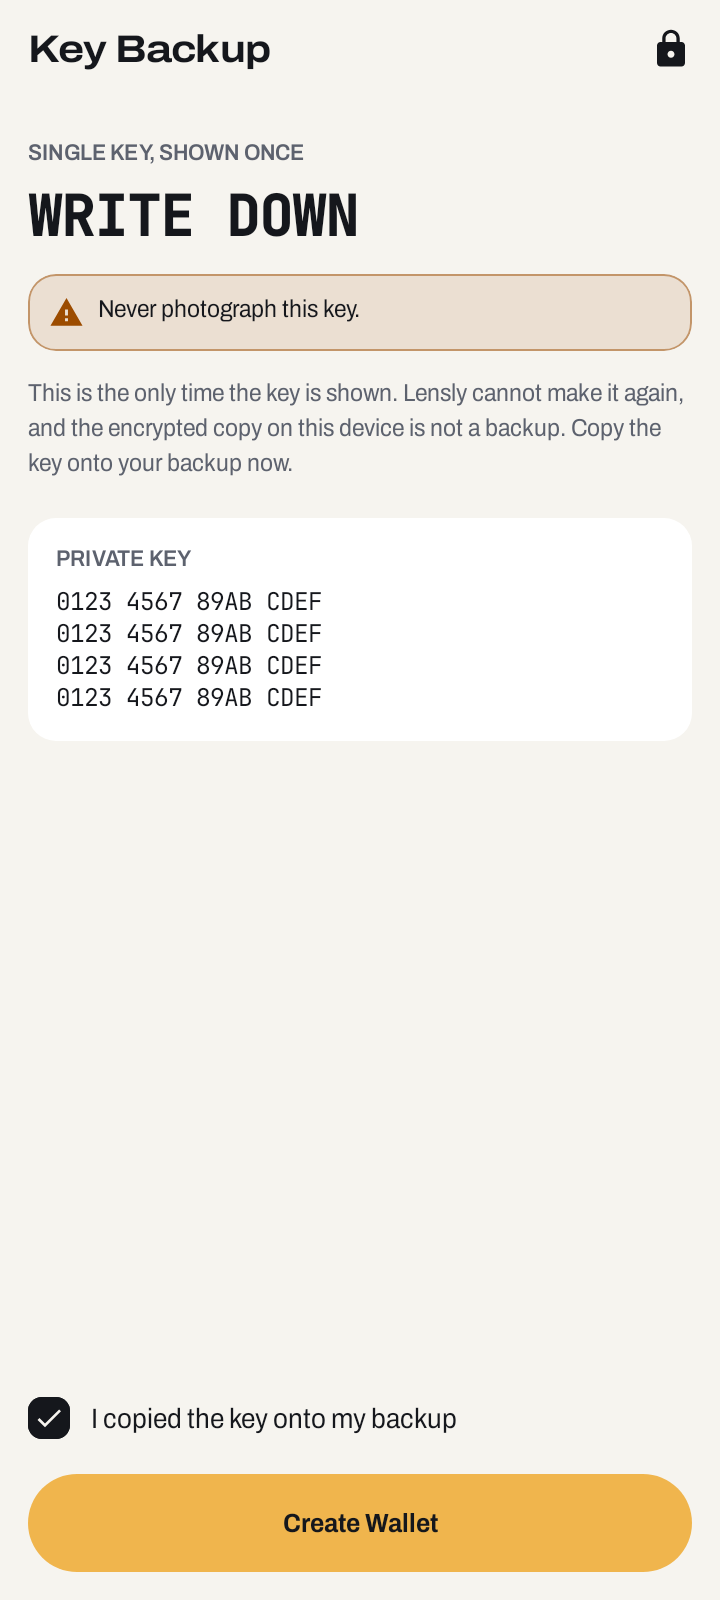 Key Backup
SINGLE KEY, SHOWN ONCE
WRITE DOWN
Never photograph this key.
This is the only time the key is shown. Lensly cannot make it again,
and the encrypted copy on this device is not a backup. Copy the
key onto your backup now.
PRIVATE KEY
0123 4567 89AB CDEF
0123 4567 89AB CDEF
0123 4567 89AB CDEF
0123 4567 89AB CDEF
I copied the key onto my backup
Create Wallet